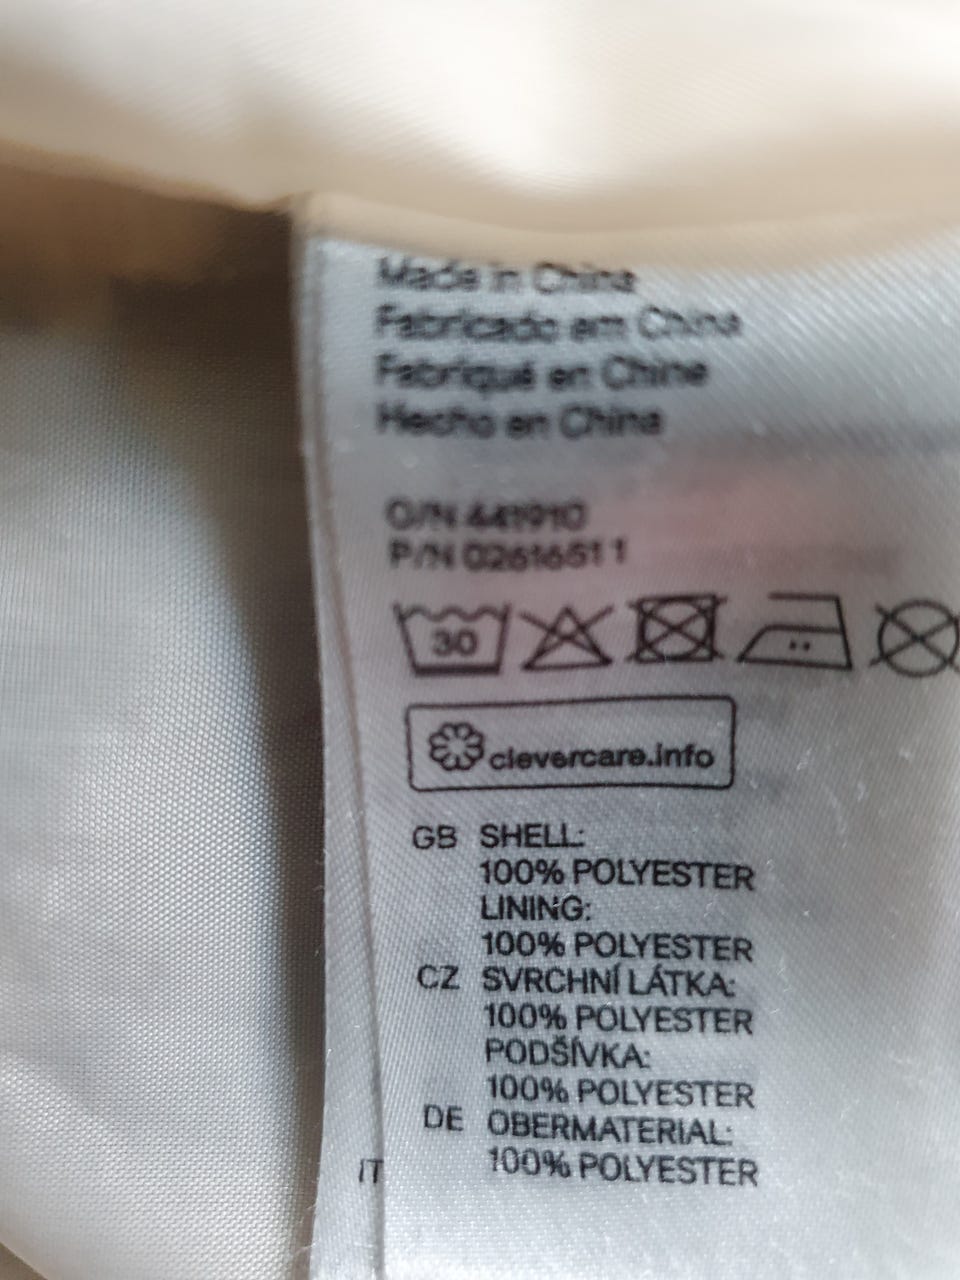 Made in China
Fabricado em China
Fabriqué en Chine
Hecho en China
O/N 441910
P/N 02616511
30
clevercare.info
GB SHELL:
100% POLYESTER
LINING:
100% POLYESTER
CZ SVRCHNÍ LÁTKA:
100% POLYESTER
PODŠÍVKA:
100% POLYESTER
DE OBERMATERIAL:
100% POLYESTER
IT